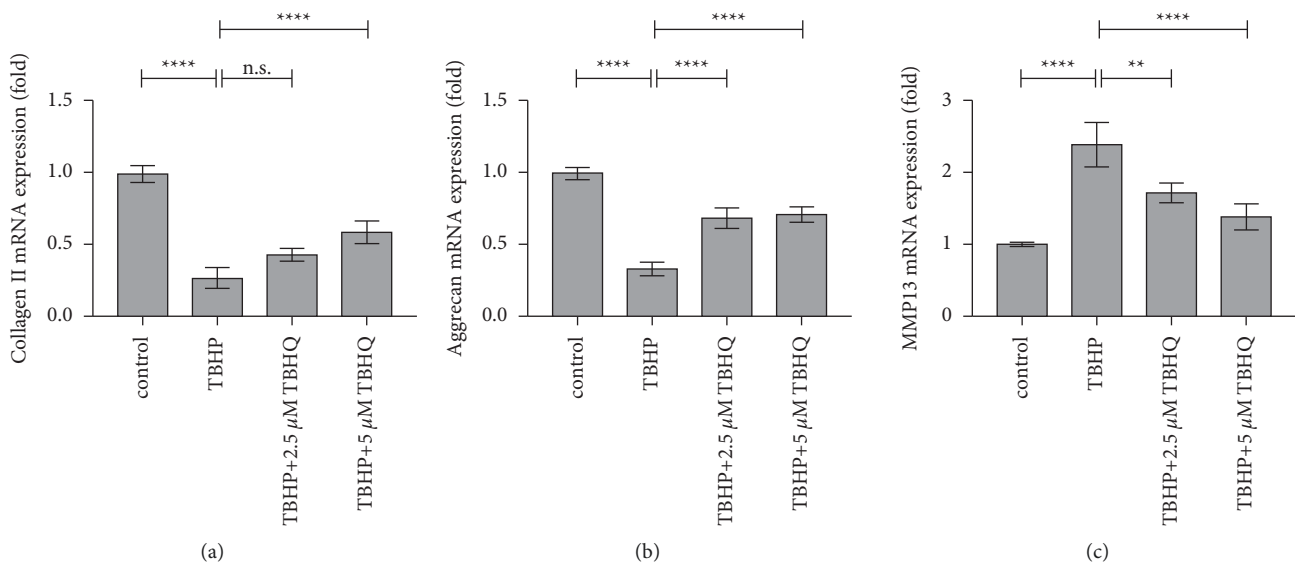 ****
****
n.s.
Collagen II mRNA expression (fold)
1.5
1.0
0.5
0.0
control
TBHP
TBHP+2.5 μM TBHQ
TBHP+5 μM TBHQ
(a)
****
****
****
Aggrecan mRNA expression (fold)
1.5
1.0
0.5
0.0
control
TBHP
TBHP+2.5 μM TBHQ
TBHP+5 μM TBHQ
(b)
****
****
**
MMP13 mRNA expression (fold)
3
2
1
0
control
TBHP
TBHP+2.5 μM TBHQ
TBHP+5 μM TBHQ
(c)